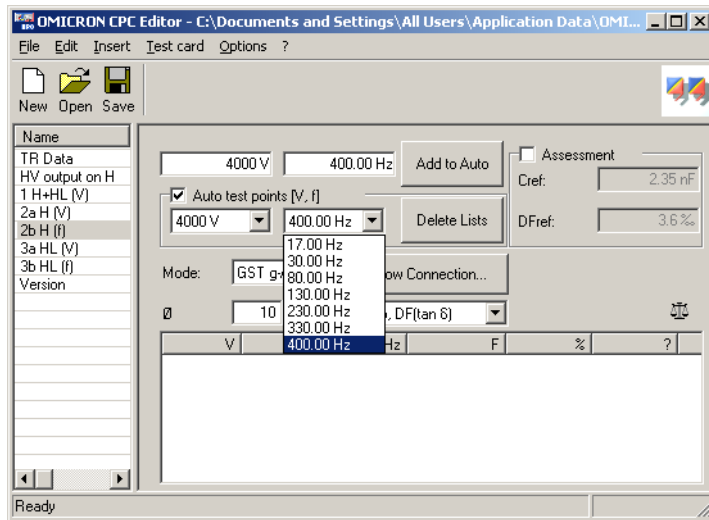 OMICRON CPC Editor - C:\Documents and Settings\All Users\Application Data\OMI...
File Edit Insert Test card Options ?
New Open Save
Name
TR Data
HV output on H
1 H+HL (V)
2a H (V)
2b H (f)
3a HL (V)
3b HL (f)
Version
4000 V 400.00 Hz Add to Auto
Auto test points [V, f]
4000 V 400.00 Hz Delete Lists
17.00 Hz
30.00 Hz
80.00 Hz
130.00 Hz
230.00 Hz
330.00 Hz
400.00 Hz
Assessment
Cref: 2.35 nF
DFref: 3.6‰
Mode: GST Connection...
Ø 10 DF(tan δ)
V Hz F % ?
Ready